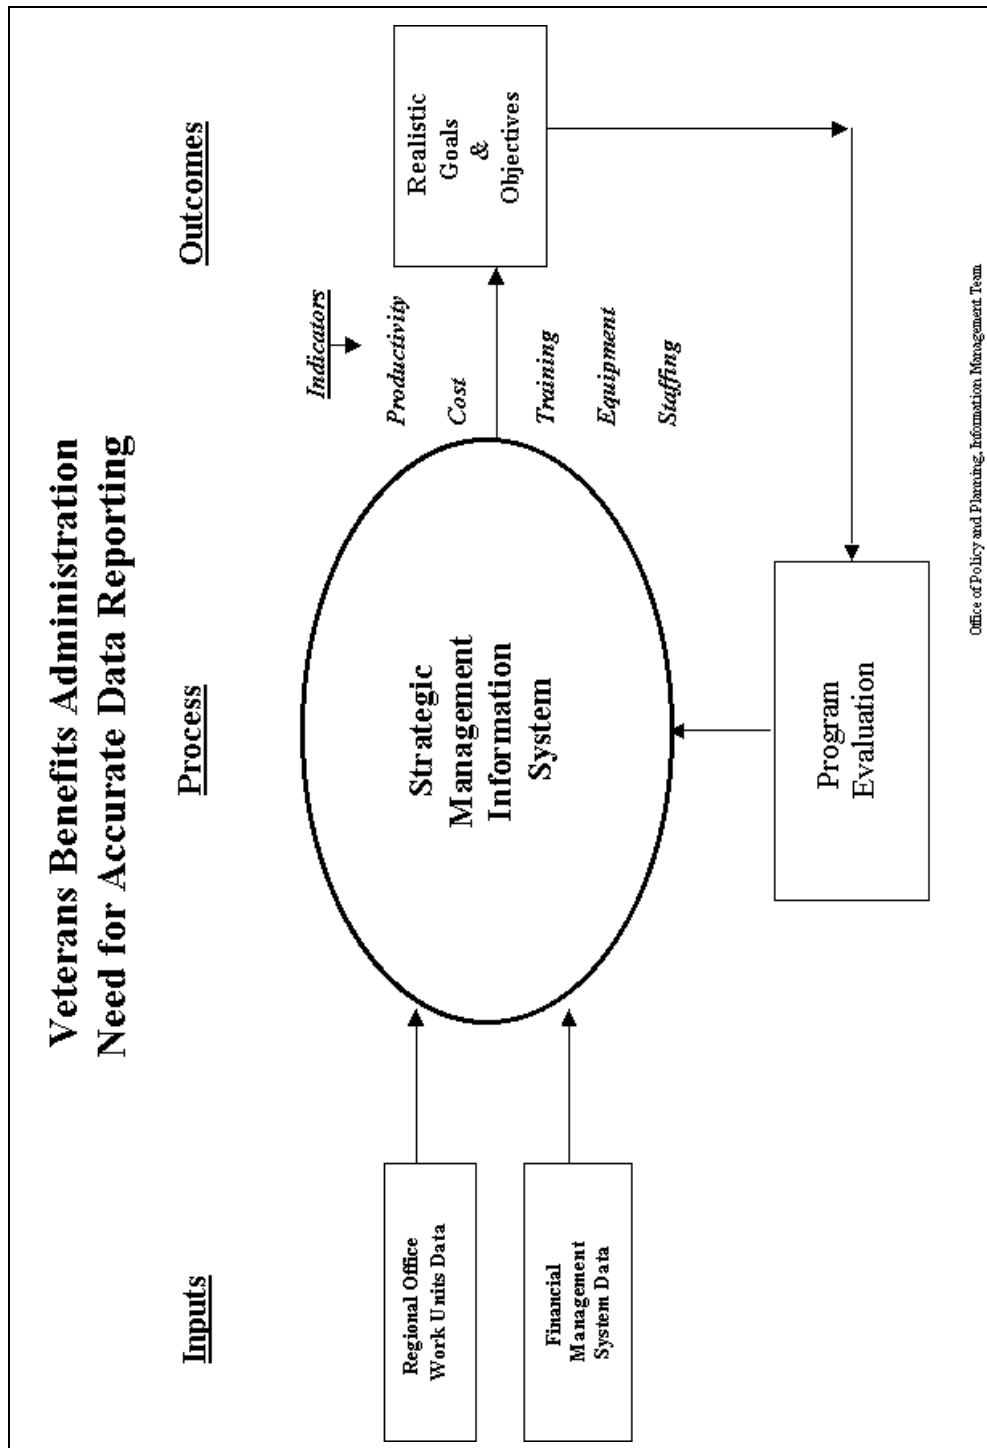 Veterans Benefits Administration
Need for Accurate Data Reporting
Inputs
Process
Outcomes
Regional Office
Work Units Data
Financial
Management
System Data
Strategic
Management
Information
System
Indicators
Productivity
Cost
Training
Equipment
Staffing
Realistic
Goals
&
Objectives
Program
Evaluation
Office of Policy and Planning, Information Management Team